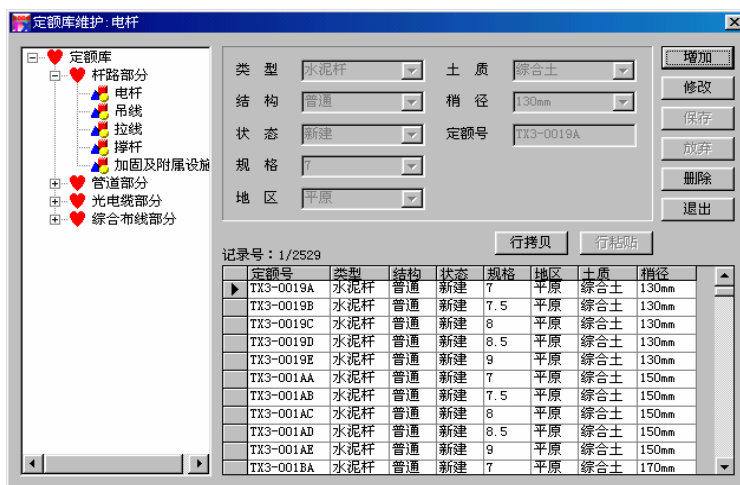 定额库维护:电杆
定额库
杆路部分
电杆
吊线
拉线
撑杆
加固及附属设施
管道部分
光电缆部分
综合布线部分
类 型 水泥杆 土 质 综合土
结 构 普通 梢 径 130mm
状 态 新建 定额号 TX3-0019A
规 格 7
地 区 平原
增加
修改
保存
放弃
删除
退出
行拷贝 行粘贴
记录号：1/2529
定额号 类型 结构 状态 规格 地区 土质 梢径
TX3-0019A 水泥杆 普通 新建 7 平原 综合土 130mm
TX3-0019B 水泥杆 普通 新建 7.5 平原 综合土 130mm
TX3-0019C 水泥杆 普通 新建 8 平原 综合土 130mm
TX3-0019D 水泥杆 普通 新建 8.5 平原 综合土 130mm
TX3-0019E 水泥杆 普通 新建 9 平原 综合土 130mm
TX3-001AA 水泥杆 普通 新建 7 平原 综合土 150mm
TX3-001AB 水泥杆 普通 新建 7.5 平原 综合土 150mm
TX3-001AC 水泥杆 普通 新建 8 平原 综合土 150mm
TX3-001AD 水泥杆 普通 新建 8.5 平原 综合土 150mm
TX3-001AE 水泥杆 普通 新建 9 平原 综合土 150mm
TX3-001BA 水泥杆 普通 新建 7 平原 综合土 170mm